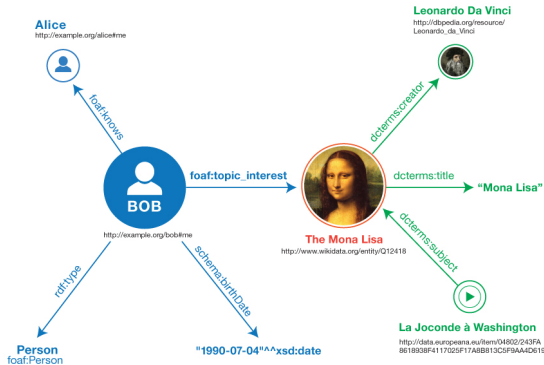 Alice
http://example.org/alice#me
Leonardo Da Vinci
http://dbpedia.org/resource/
Leonardo_da_Vinci
foaf:knows
dcterms:creator
BOB
http://example.org/bob#me
foaf:topic_interest
dcterms:title
“Mona Lisa”
The Mona Lisa
http://www.wikidata.org/entity/Q12418
dcterms:subject
rdf:type
schema:birthDate
La Joconde à Washington
http://data.europeana.eu/item/04802/243FA
8618938F4117025F17A8B813C5F9AA4D619
Person
foaf:Person
"1990-07-04"^^xsd:date